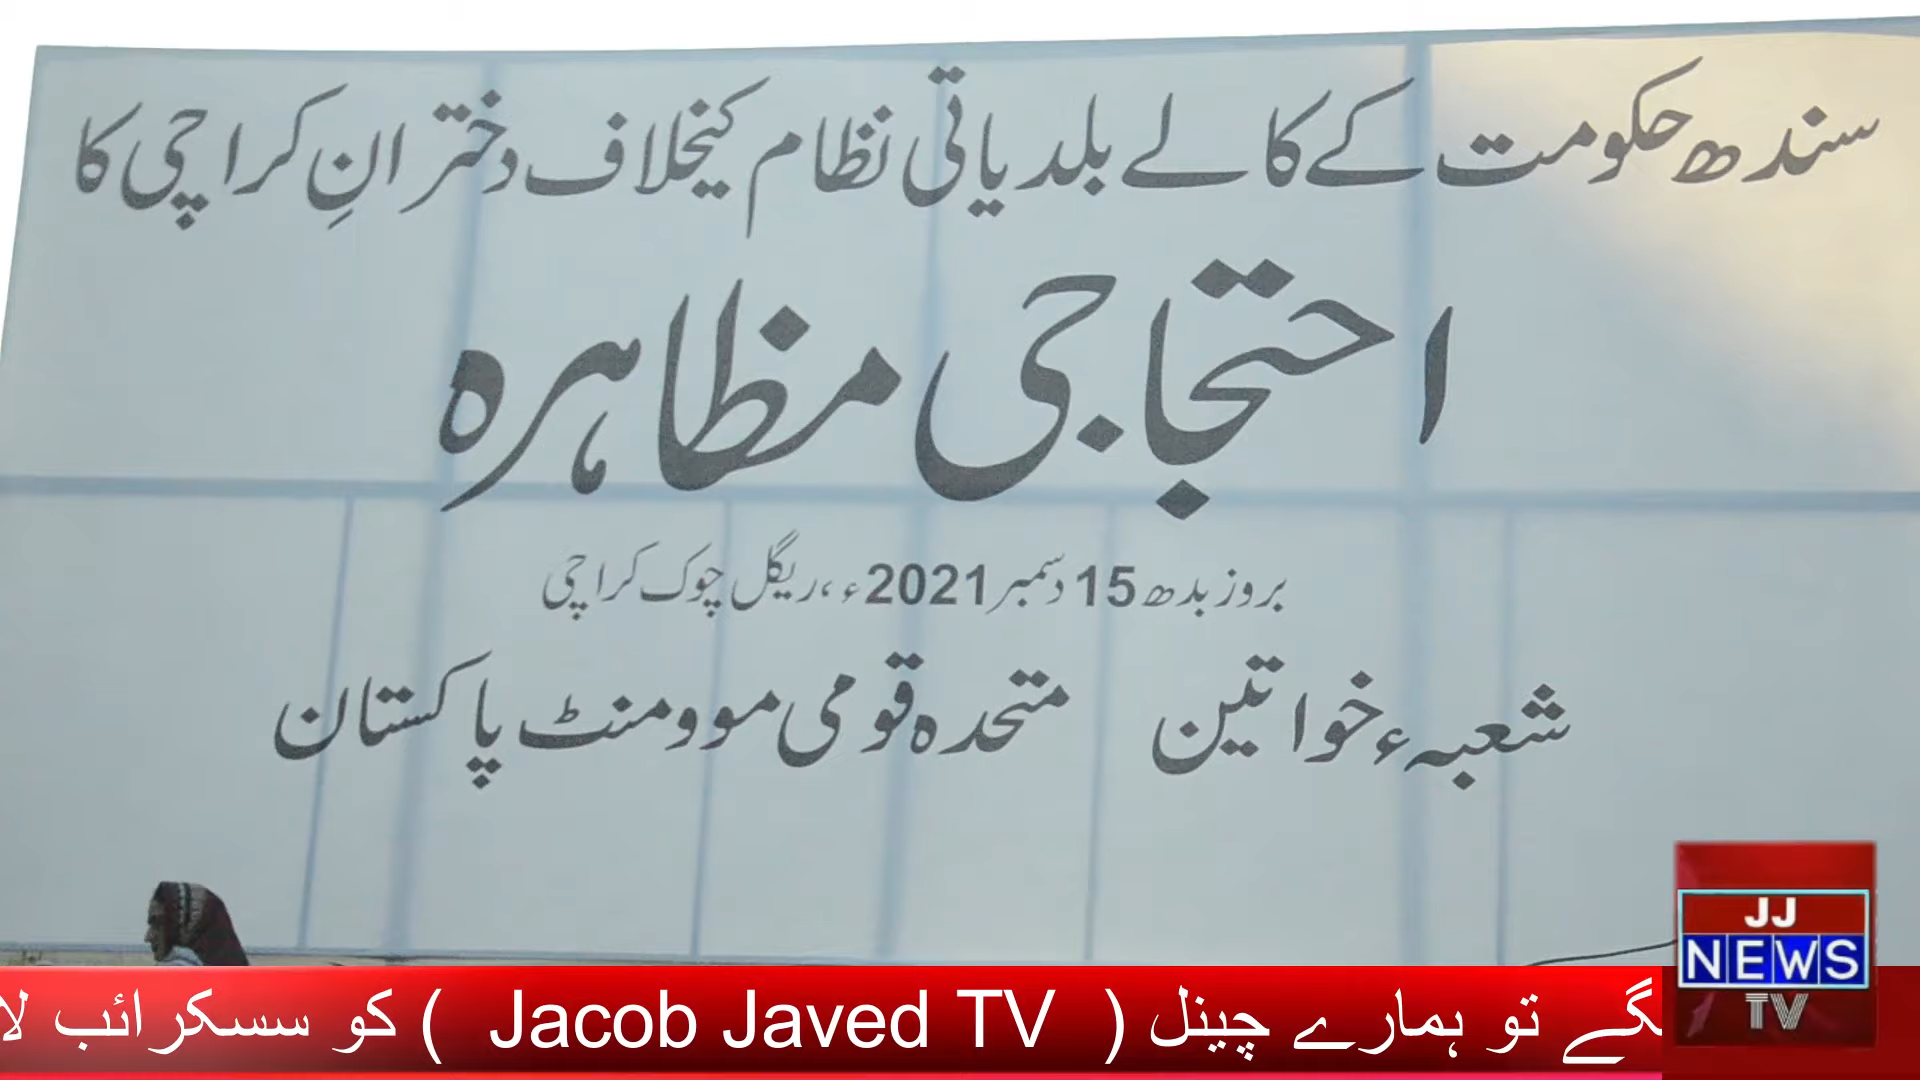 سندھ حکومت کے کالے بلدیاتی نظام کیخلاف دخترانِ کراچی کا
احتجاجی مظاہرہ
بروز بدھ 15 دسمبر 2021ء، ریگل چوک کراچی
شعبہء خواتین متحدہ قومی موومنٹ پاکستان
JJ
NEWS
TV
گے تو ہمارے چینل ( Jacob Javed TV ) کو سسکرائب لا